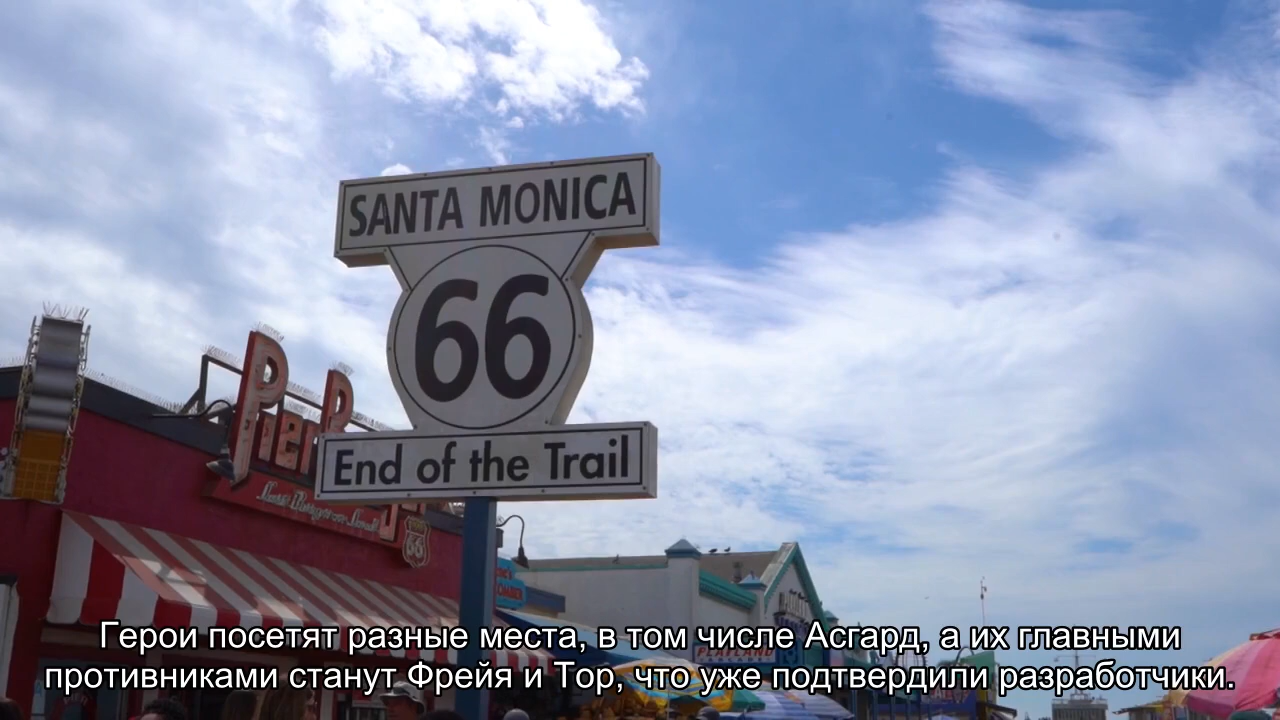 SANTA MONICA
66
End of the Trail
Pier
66
PLAYLAND
Герои посетят разные места, в том числе Асгард, а их главными
противниками станут Фрейя и Тор, что уже подтвердили разработчики.